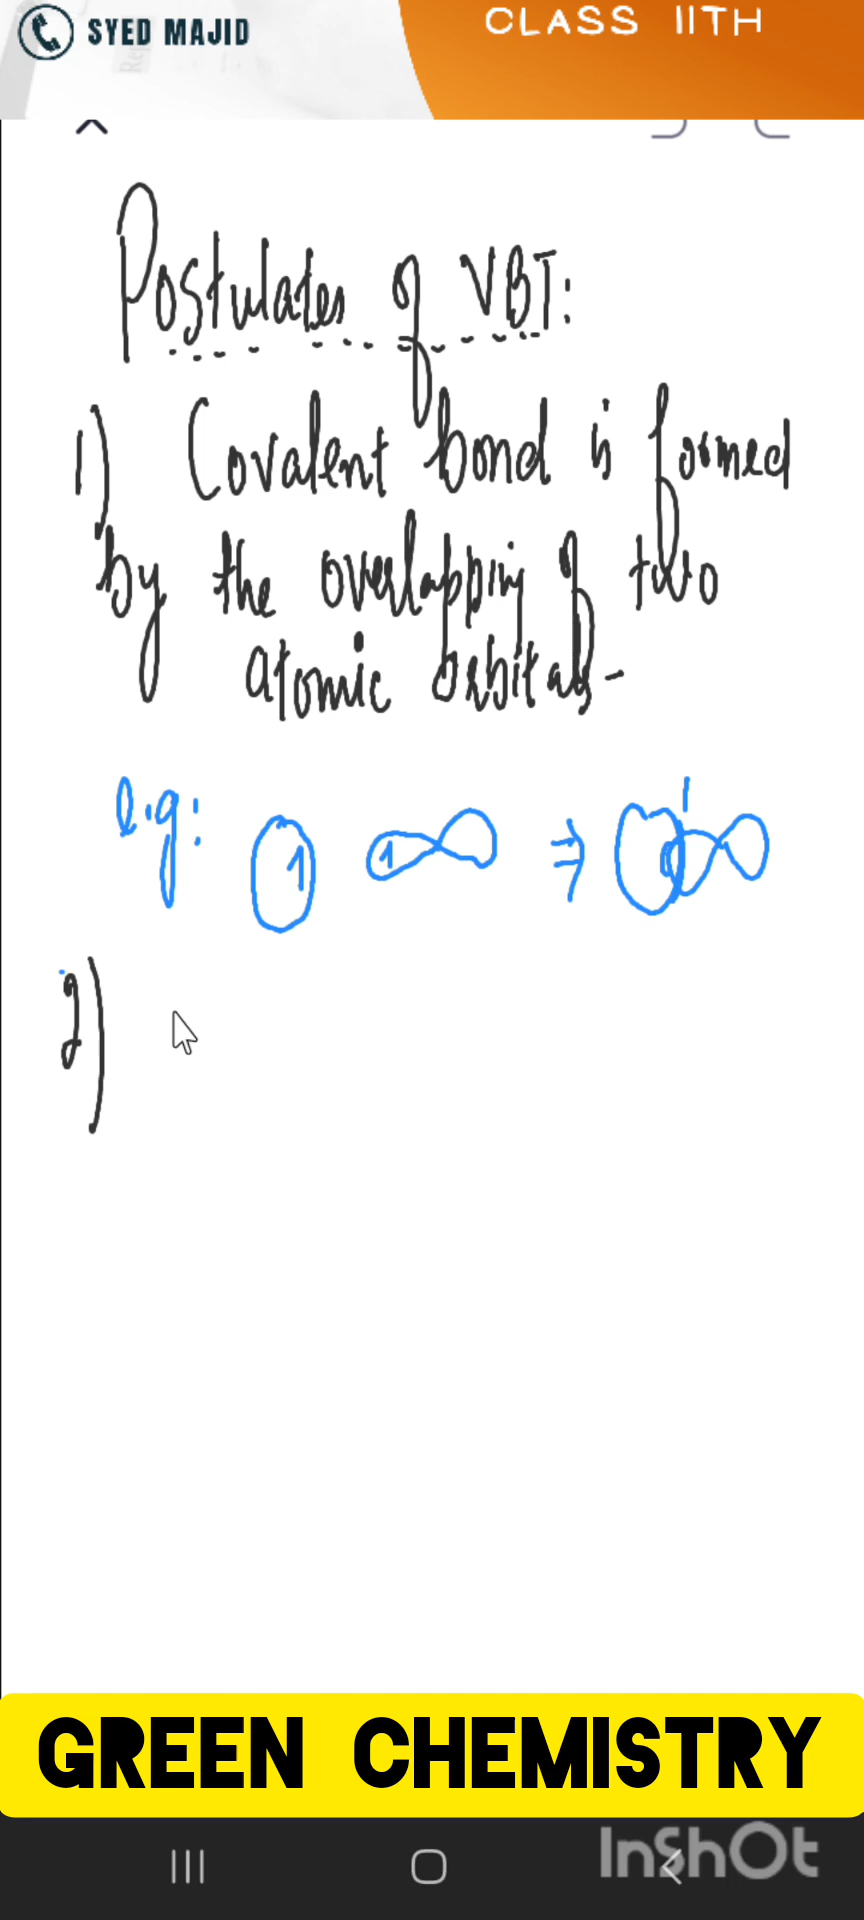 SYED MAJID
CLASS 11TH
Postulates of VBT:
1) Covalent bond is formed
by the overlapping of two
atomic orbitals-
e.g:
1 1 ⇒
2)
GREEN CHEMISTRY
InShOt